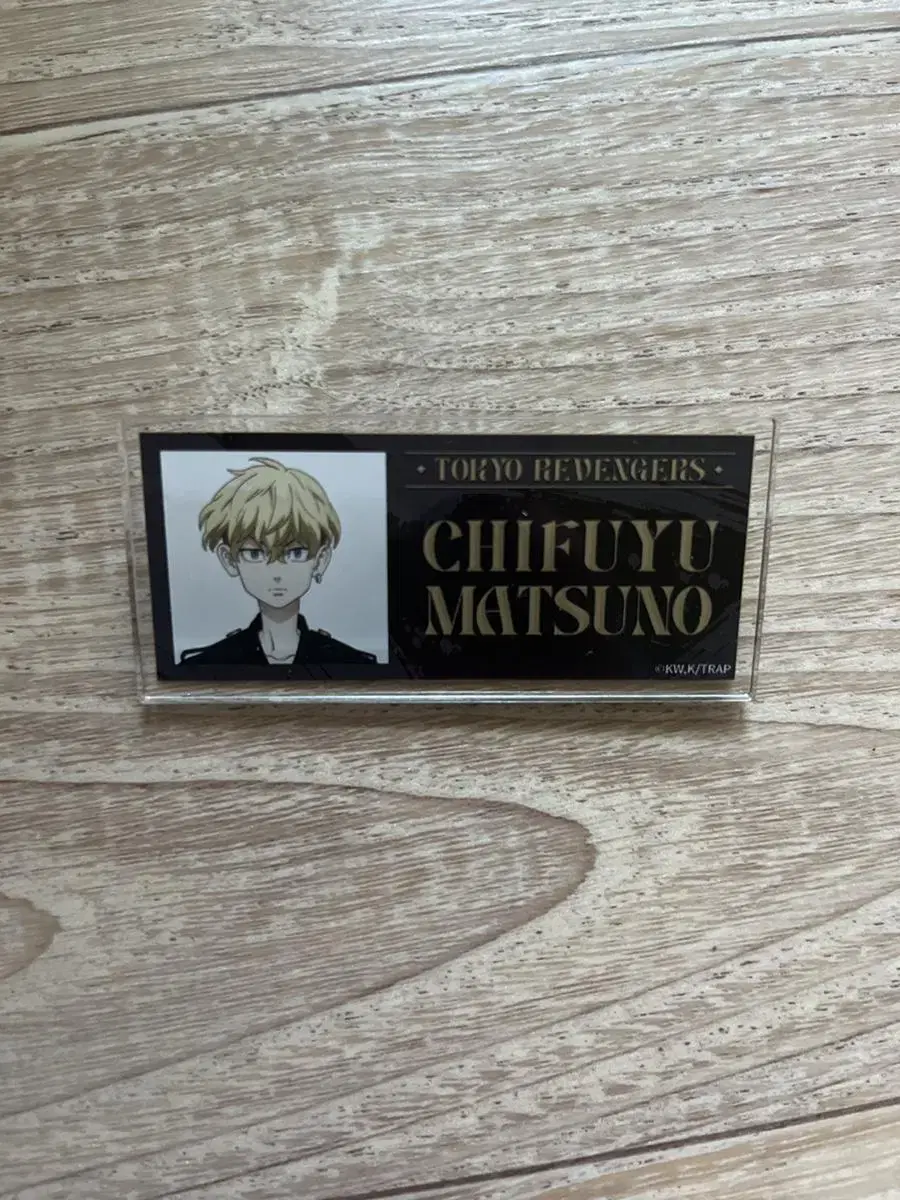 TOKYO REVENGERS
CHIFUYU
MATSUNO
©KW,K/TRAP